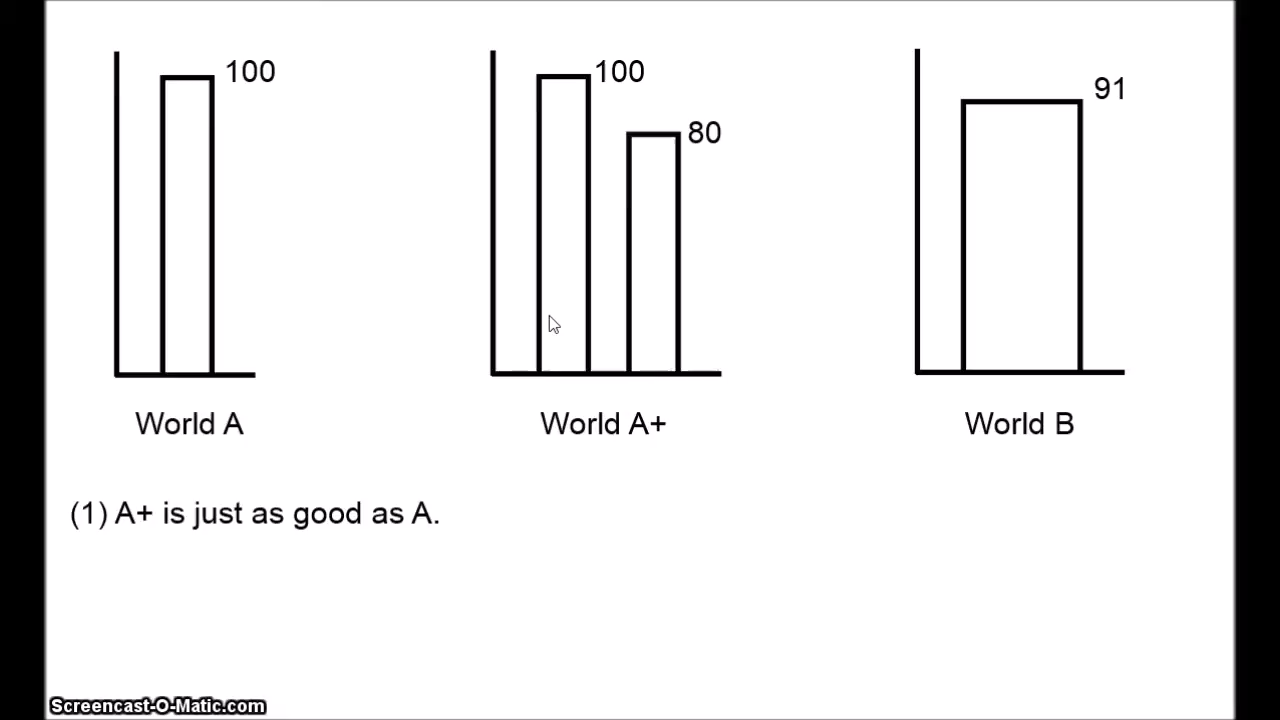 100
100
80
91
World A
World A+
World B
(1) A+ is just as good as A.
Screencast-O-Matic.com